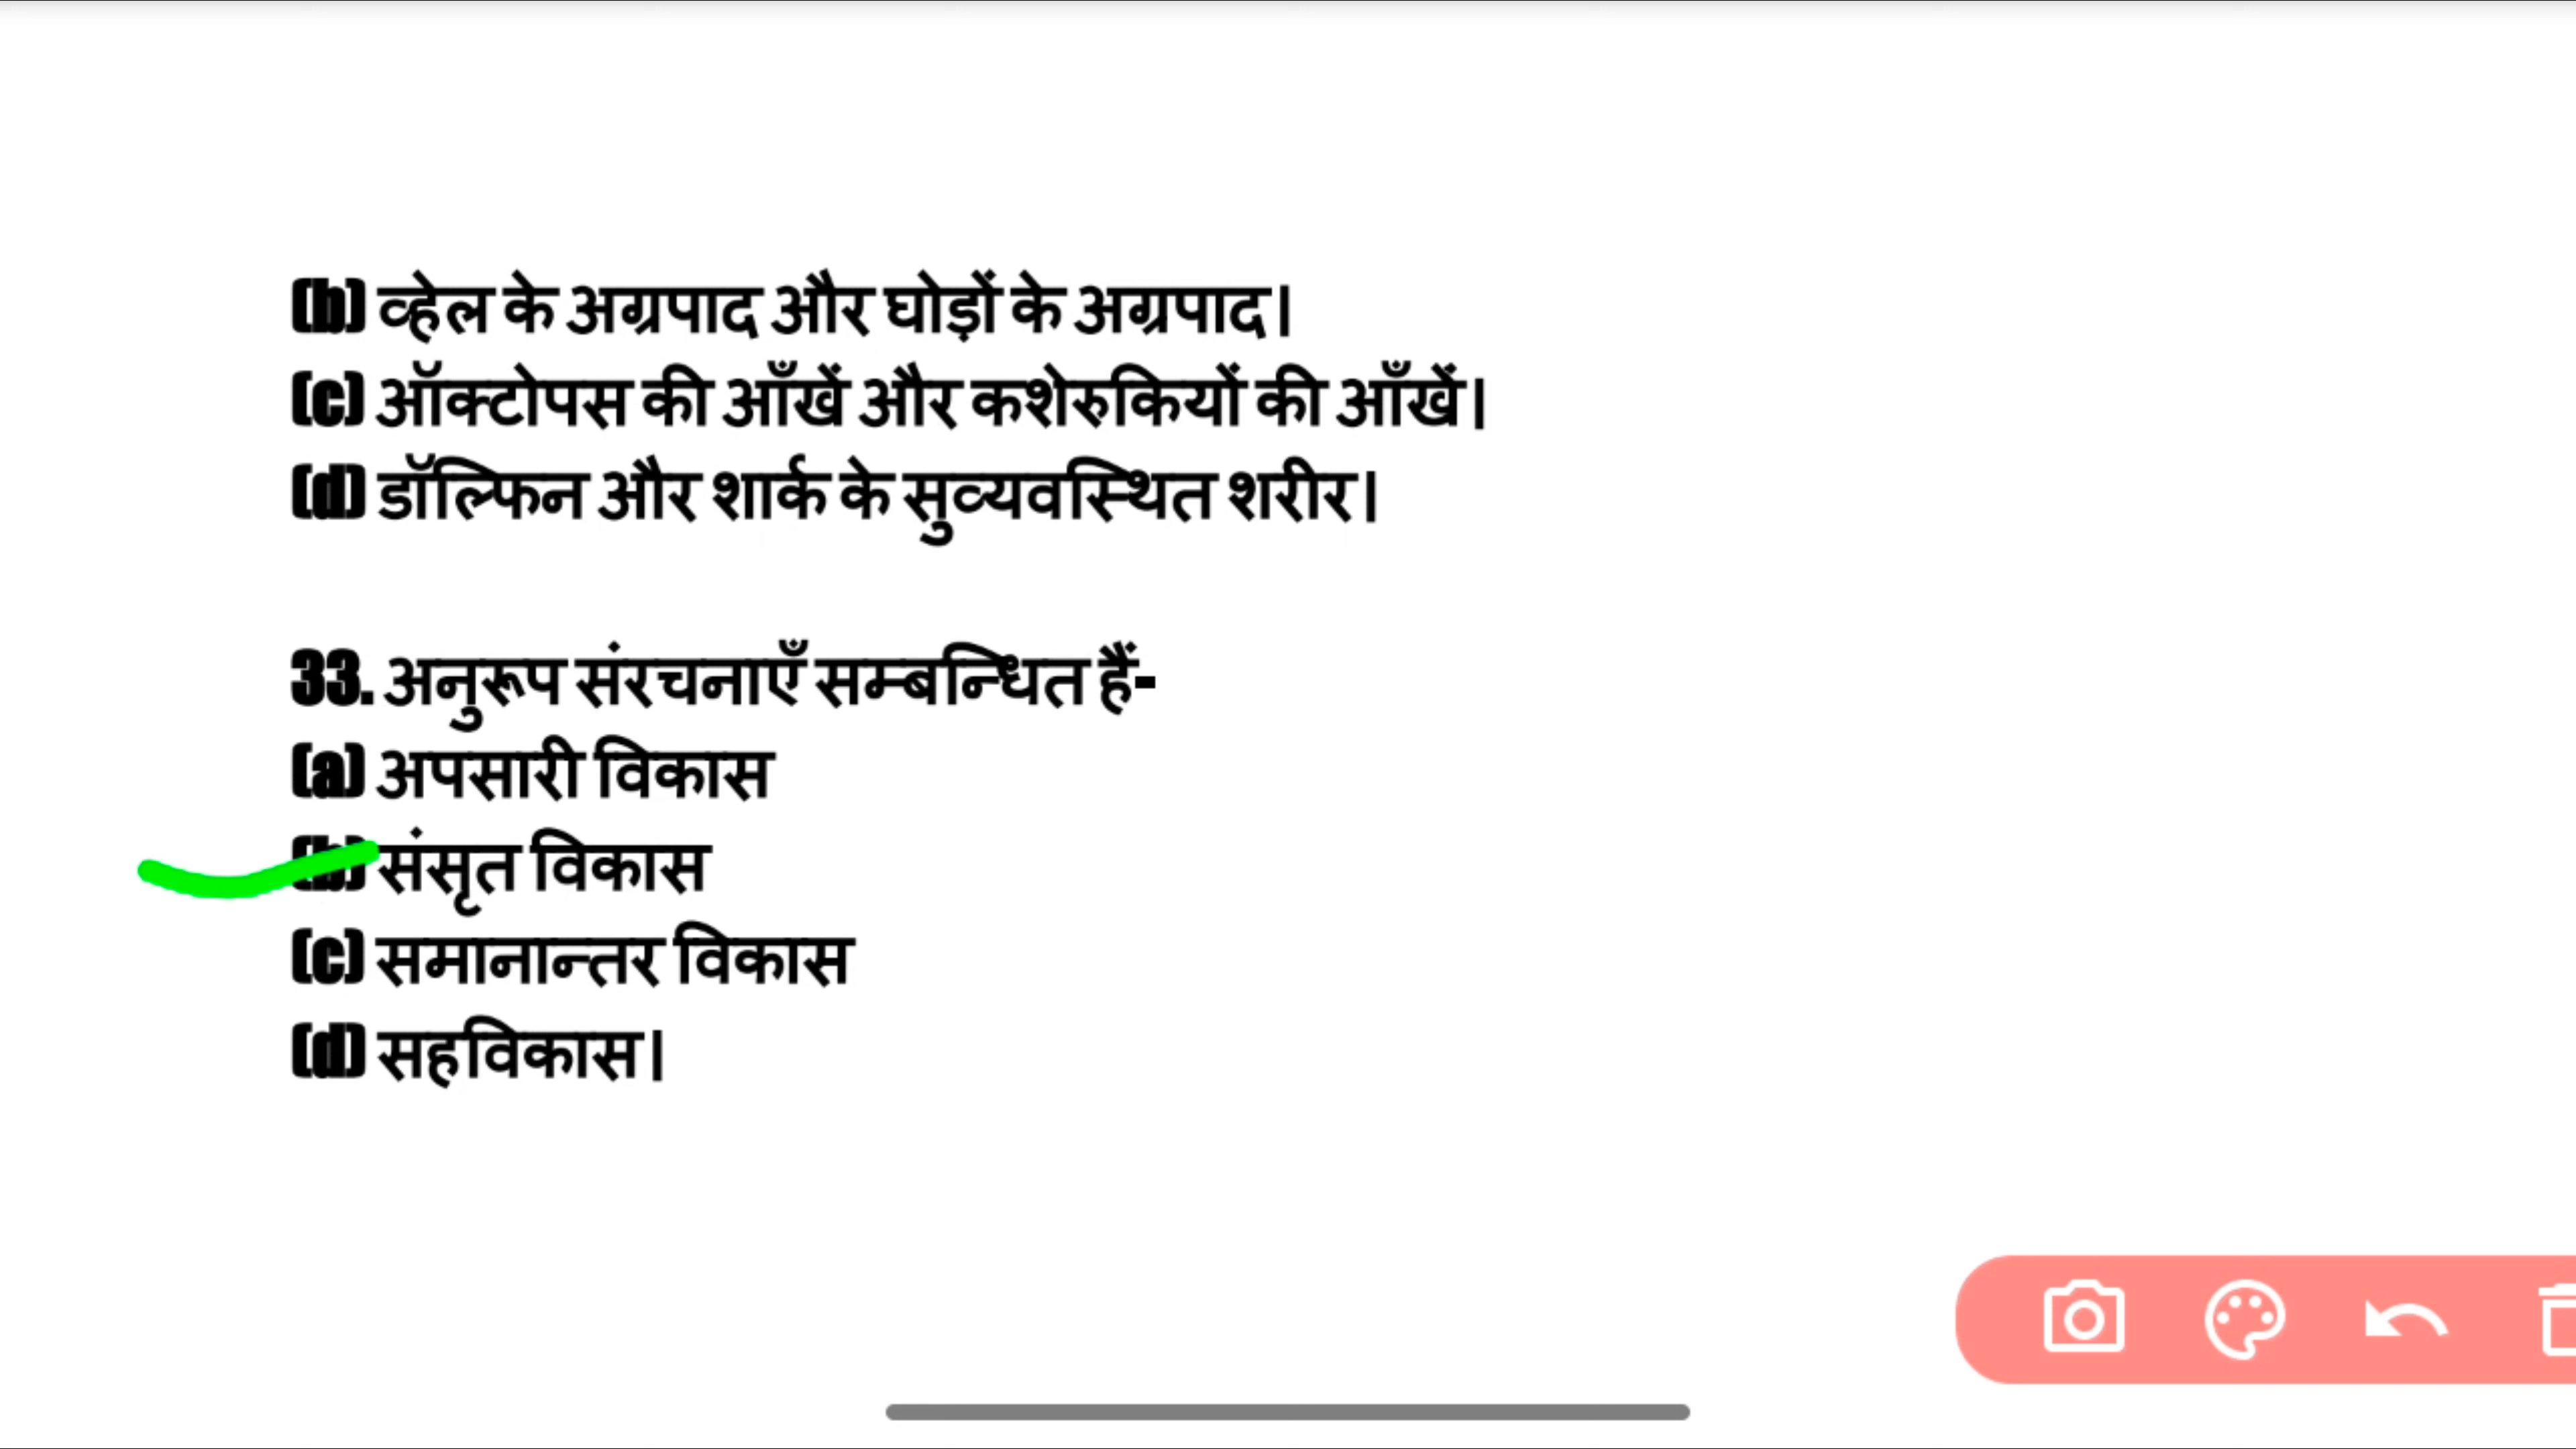 (b) व्हेल के अग्रपाद और घोड़ों के अग्रपाद।
(c) ऑक्टोपस की आँखें और कशेरुकियों की आँखें।
(d) डॉल्फिन और शार्क के सुव्यवस्थित शरीर।
33. अनुरूप संरचनाएँ सम्बन्धित हैं-
(a) अपसारी विकास
(b) संसृत विकास
(c) समानान्तर विकास
(d) सहविकास।